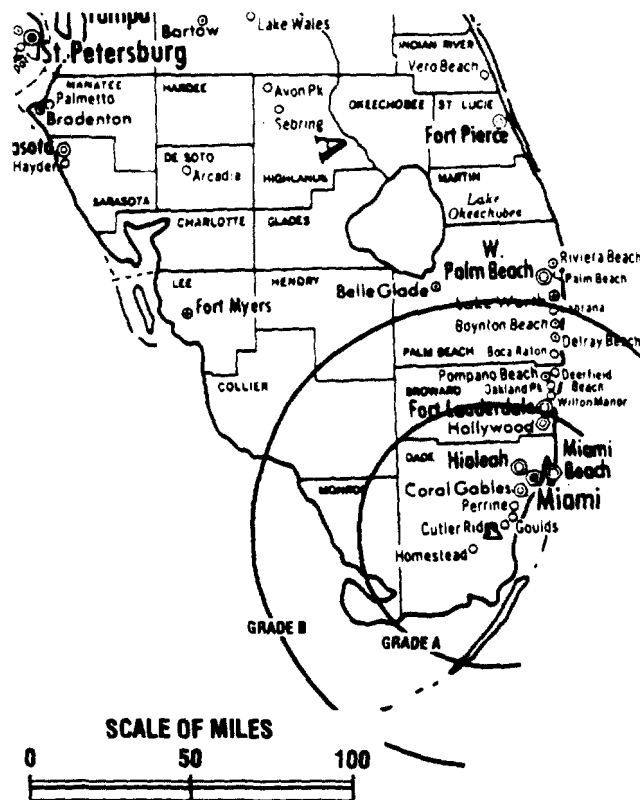 Tampa
Bartow
Lake Wales
St. Petersburg
INDIAN RIVER
Vero Beach
MANATEE
HARDEE
Avon Pk
Palmetto
OKEECHOBEE
ST. LUCIE
Bradenton
Sebring
Fort Pierce
asota
DE SOTO
Hayden
Arcadia
HIGHLANDS
MARTIN
SARASOTA
Lake
Okeechobee
CHARLOTTE
GLADES
W.
Palm Beach
Riviera Beach
Palm Beach
LEE
HENDRY
Belle Glade
Lake Worth
Fort Myers
Boynton Beach
Delray Beach
PALM BEACH
Boca Raton
Pompano Beach
Deerfield
Beach
COLLIER
BROWARD
Oakland Pk
Wilton Manor
Fort Lauderdale
Hollywood
DADE
Hialeah
Miami
Beach
MONROE
Coral Gables
Miami
Perrine
Cutler Ridge
Goulds
Homestead
GRADE B
GRADE A
SCALE OF MILES
0 50 100